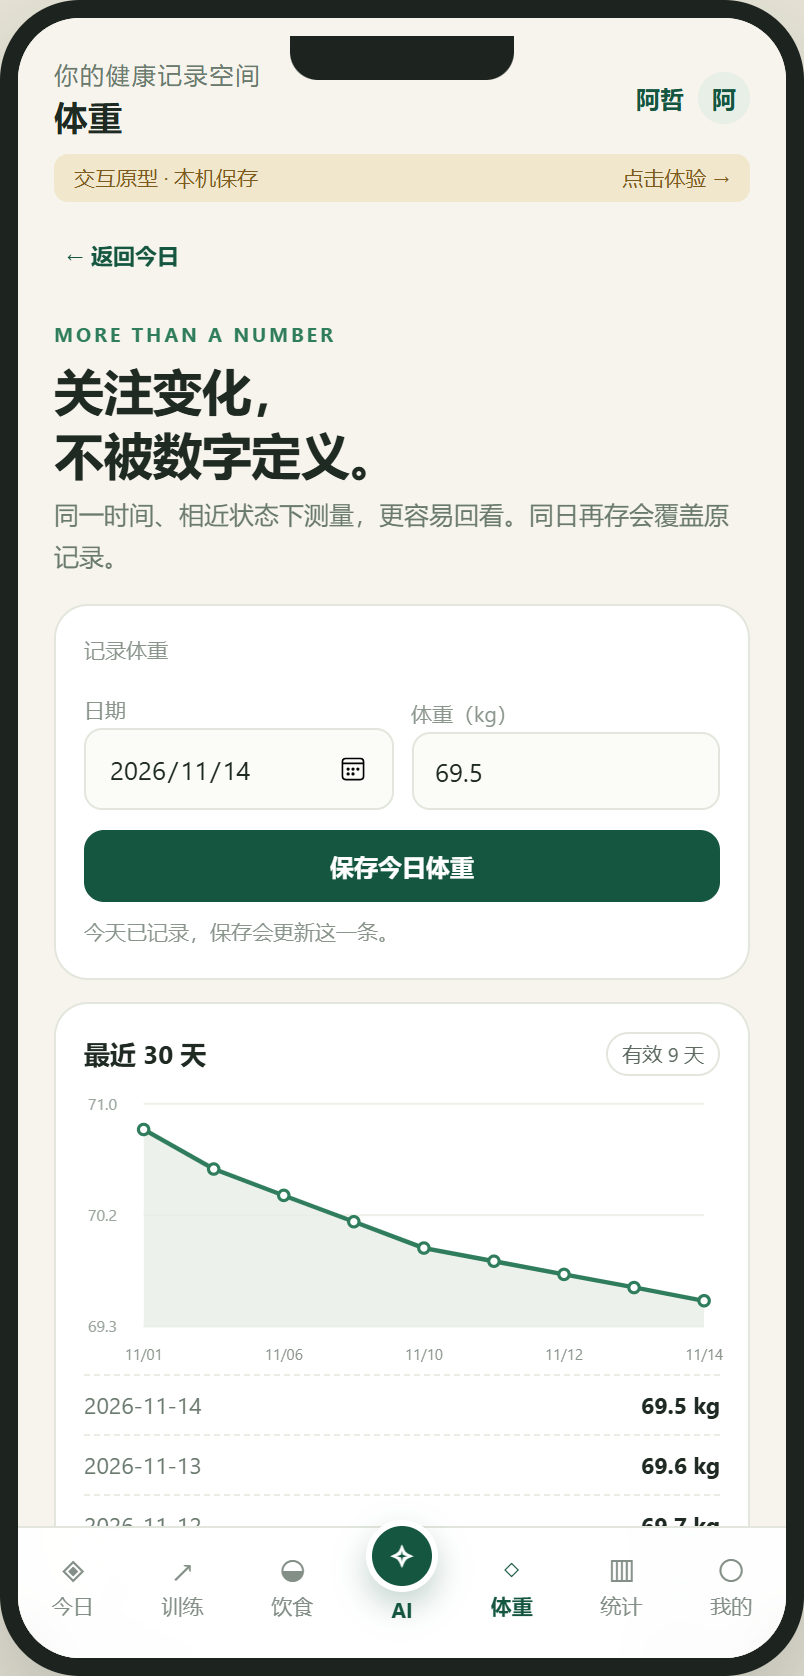 你的健康记录空间
体重
阿哲 阿
交互原型 · 本机保存 点击体验 →
← 返回今日
MORE THAN A NUMBER
关注变化，
不被数字定义。
同一时间、相近状态下测量，更容易回看。同日再存会覆盖原
记录。
记录体重
日期 体重（kg）
2026/11/14 69.5
保存今日体重
今天已记录，保存会更新这一条。
最近 30 天 有效 9 天
71.0
70.2
69.3
11/01 11/06 11/10 11/12 11/14
2026-11-14 69.5 kg
2026-11-13 69.6 kg
2026-11-12 69.7 kg
今日 训练 饮食 AI 体重 统计 我的